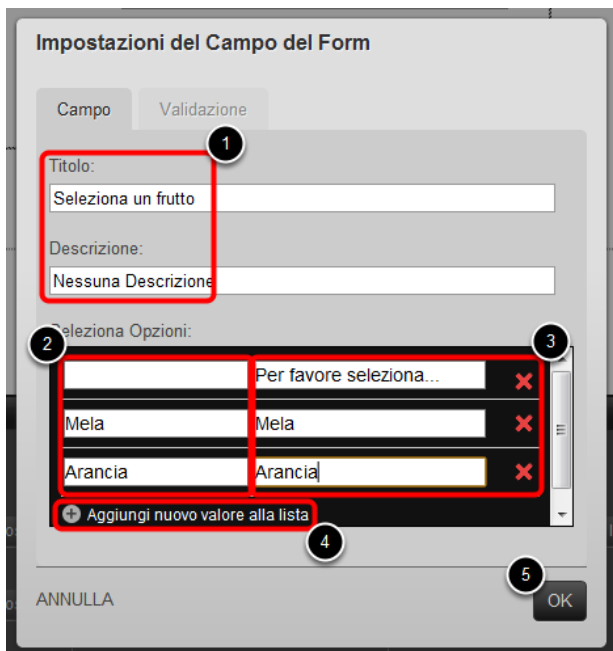 Impostazioni del Campo del Form
Campo Validazione
1
Titolo:
Seleziona un frutto
Descrizione:
Nessuna Descrizione
Seleziona Opzioni:
2 3
Per favore seleziona...
Mela Mela
Arancia Arancia
Aggiungi nuovo valore alla lista
4
5
ANNULLA OK